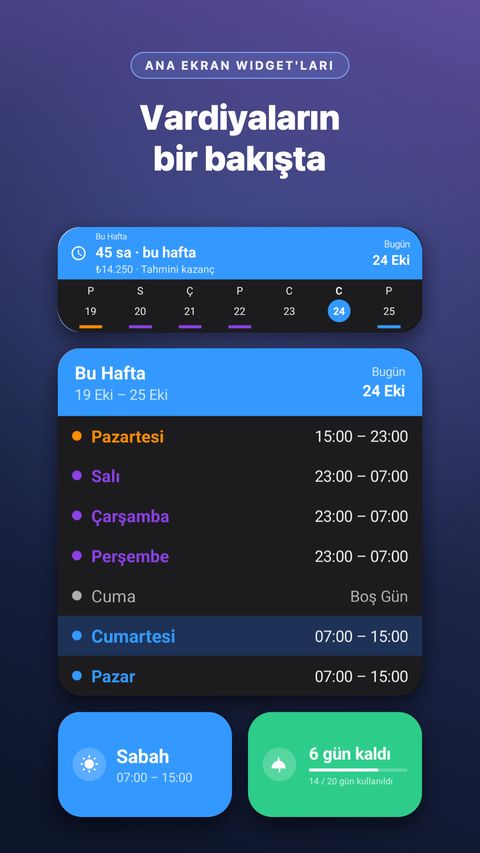 ANA EKRAN WIDGET'LARI
Vardiyaların
bir bakışta
Bu Hafta
45 sa · bu hafta
₺14.250 · Tahmini kazanç
Bugün
24 Eki
P S Ç P C C P
19 20 21 22 23 24 25
Bu Hafta
19 Eki – 25 Eki
Bugün
24 Eki
Pazartesi 15:00 – 23:00
Salı 23:00 – 07:00
Çarşamba 23:00 – 07:00
Perşembe 23:00 – 07:00
Cuma Boş Gün
Cumartesi 07:00 – 15:00
Pazar 07:00 – 15:00
Sabah
07:00 – 15:00
6 gün kaldı
14 / 20 gün kullanıldı